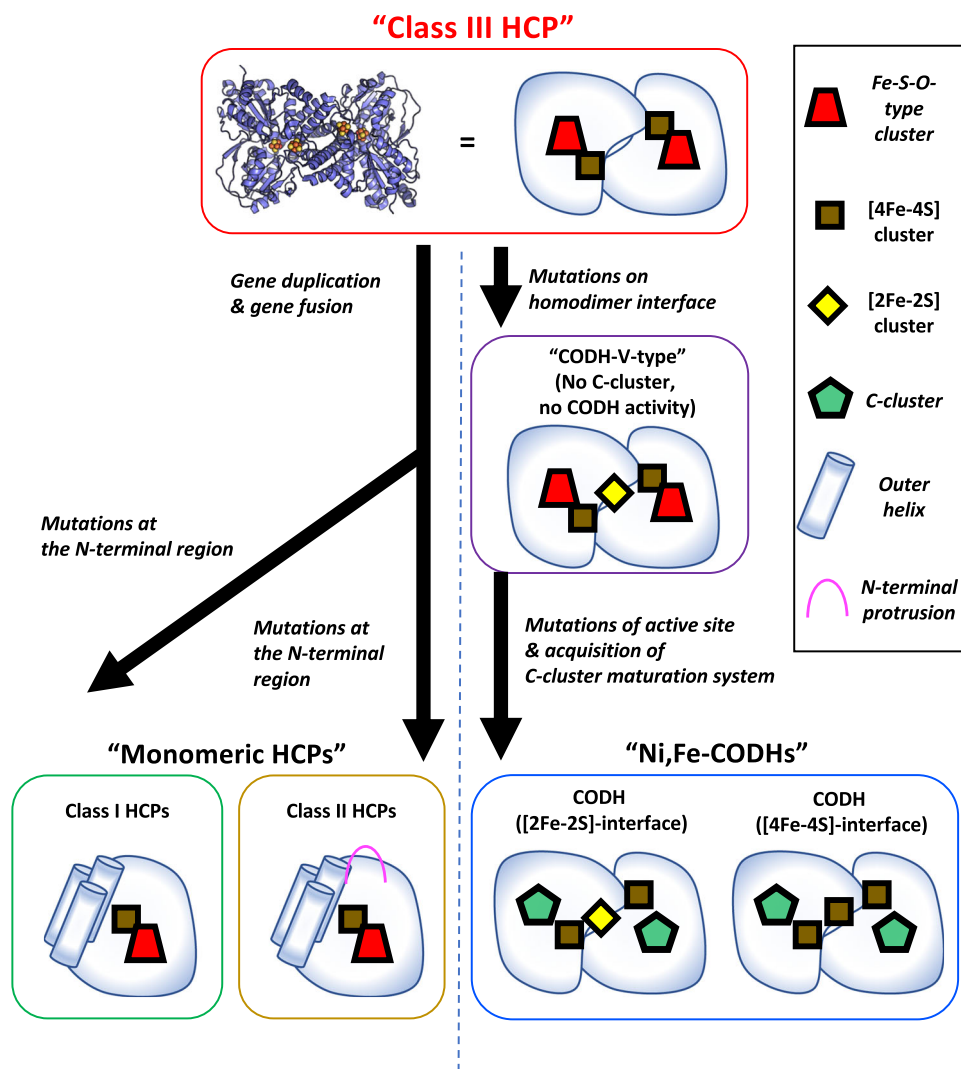 “Class III HCP”
=
Fe-S-O-
type
cluster
[4Fe-4S]
cluster
[2Fe-2S]
cluster
C-cluster
Outer
helix
N-terminal
protrusion
Gene duplication
& gene fusion
Mutations on
homodimer interface
“CODH-V-type”
(No C-cluster,
no CODH activity)
Mutations at
the N-terminal region
Mutations at
the N-terminal
region
Mutations of active site
& acquisition of
C-cluster maturation system
“Monomeric HCPs”
“Ni,Fe-CODHs”
Class I HCPs
Class II HCPs
CODH
([2Fe-2S]-interface)
CODH
([4Fe-4S]-interface)